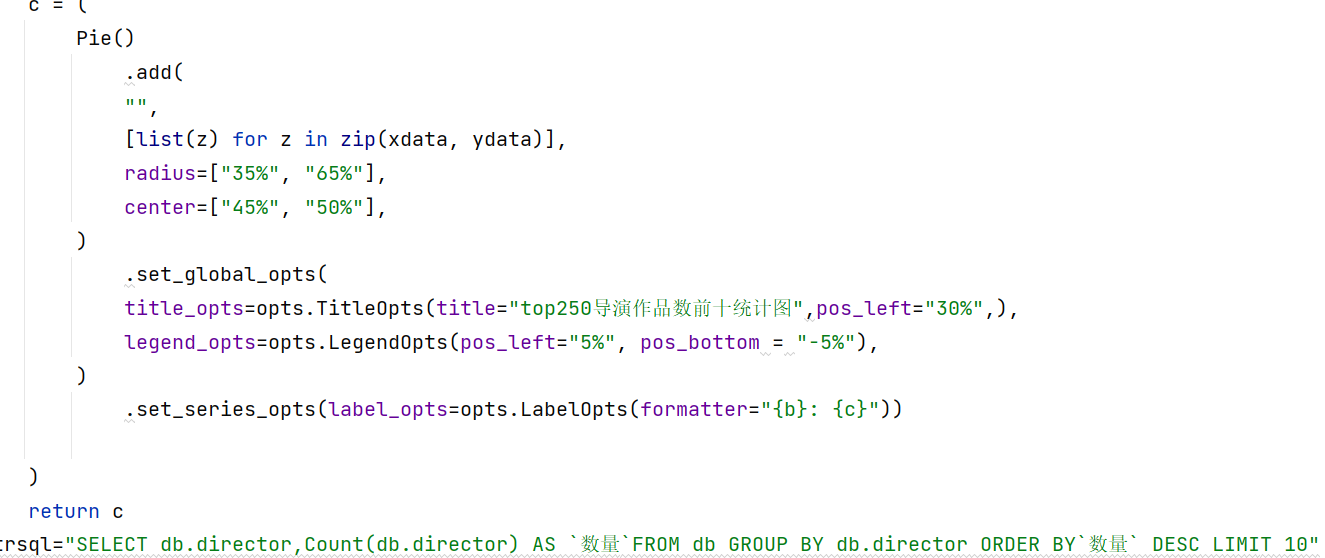 c = (
Pie()
.add(
"",
[list(z) for z in zip(xdata, ydata)],
radius=["35%", "65%"],
center=["45%", "50%"],
)
.set_global_opts(
title_opts=opts.TitleOpts(title="top250导演作品数前十统计图",pos_left="30%",),
legend_opts=opts.LegendOpts(pos_left="5%", pos_bottom = "-5%"),
)
.set_series_opts(label_opts=opts.LabelOpts(formatter="{b}: {c}"))
)
return c
trsql="SELECT db.director,Count(db.director) AS `数量`FROM db GROUP BY db.director ORDER BY`数量` DESC LIMIT 10"